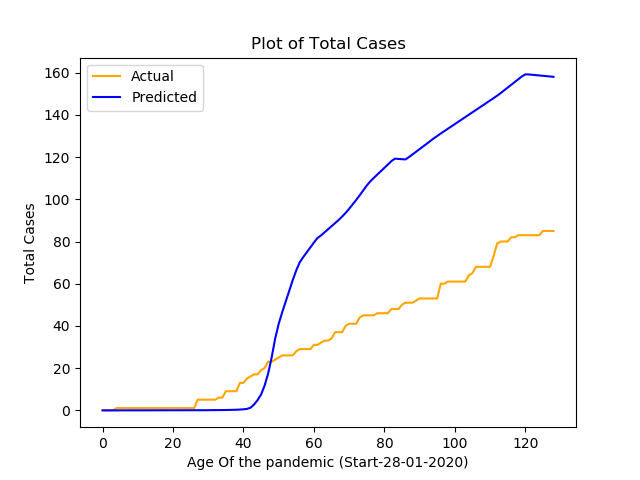 Plot of Total Cases
Actual
Predicted
160
140
120
100
80
60
40
20
0
Total Cases
0 20 40 60 80 100 120
Age Of the pandemic (Start-28-01-2020)